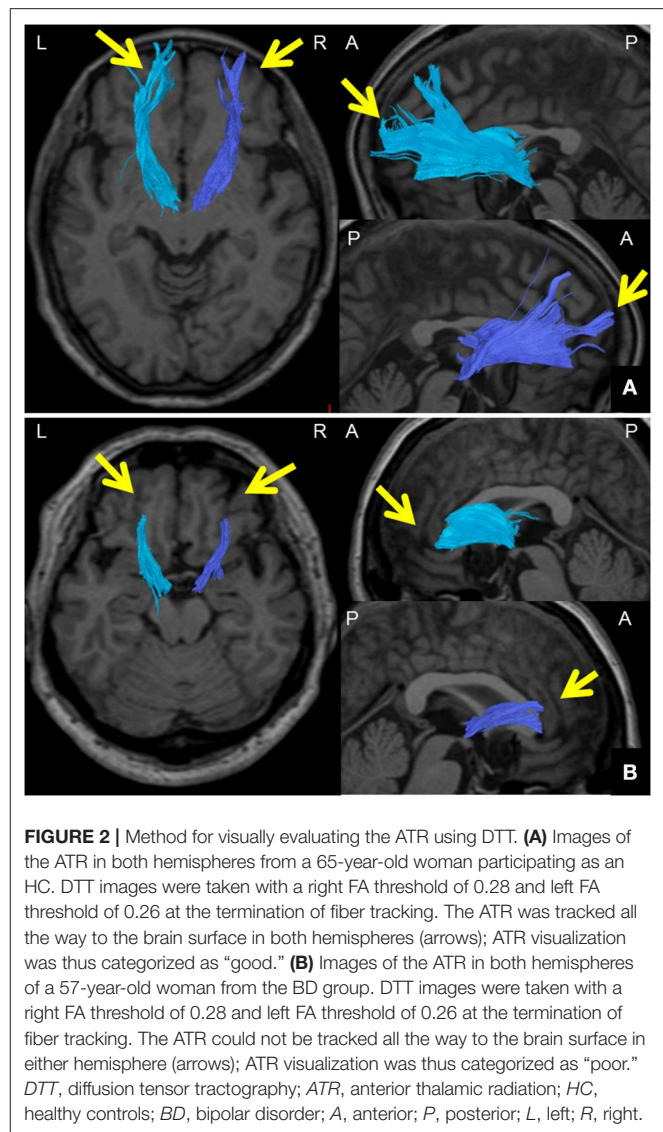 L R A P
P A
A
L R A P
P A
B
FIGURE 2 | Method for visually evaluating the ATR using DTT. (A) Images of
the ATR in both hemispheres from a 65-year-old woman participating as an
HC. DTT images were taken with a right FA threshold of 0.28 and left FA
threshold of 0.26 at the termination of fiber tracking. The ATR was tracked all
the way to the brain surface in both hemispheres (arrows); ATR visualization
was thus categorized as “good.” (B) Images of the ATR in both hemispheres
of a 57-year-old woman from the BD group. DTT images were taken with a
right FA threshold of 0.28 and left FA threshold of 0.26 at the termination of
fiber tracking. The ATR could not be tracked all the way to the brain surface in
either hemisphere (arrows); ATR visualization was thus categorized as “poor.”
DTT, diffusion tensor tractography; ATR, anterior thalamic radiation; HC,
healthy controls; BD, bipolar disorder; A, anterior; P, posterior; L, left; R, right.